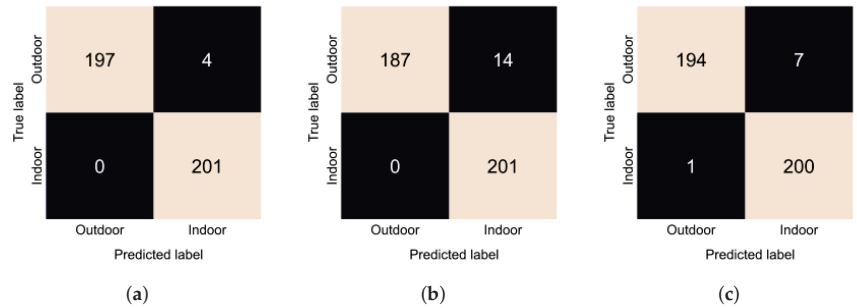 True label
Outdoor
197
4
Indoor
0
201
Outdoor
Indoor
Predicted label
(a)
True label
Outdoor
187
14
Indoor
0
201
Outdoor
Indoor
Predicted label
(b)
True label
Outdoor
194
7
Indoor
1
200
Outdoor
Indoor
Predicted label
(c)